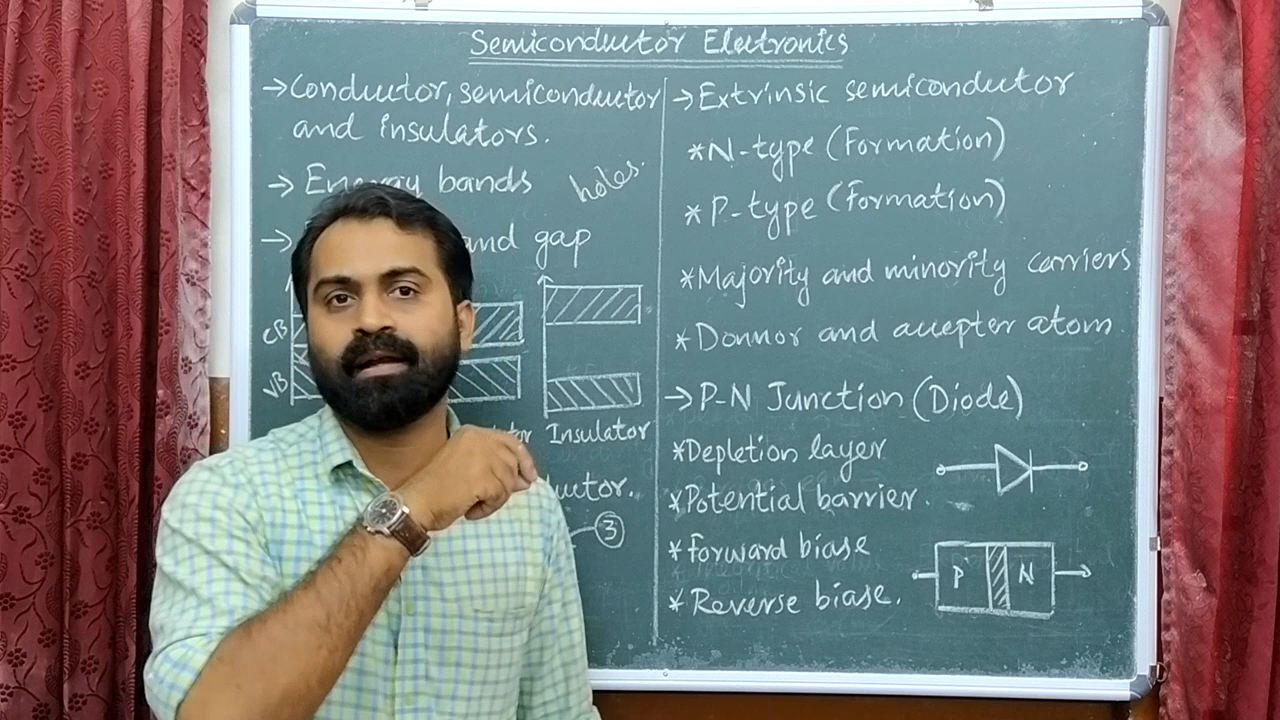 Semiconductor Electronics
→ Conductor, semiconductor
and insulators.
→ Energy bands
holes.
→ and gap
CB
VB
Insulator
3
→ Extrinsic semiconductor
*N-type (Formation)
*P-type (Formation)
*Majority and minority carriers
*Donnor and accepter atom.
→ P-N Junction (Diode)
*Depletion layer
*Potential barrier.
*Forward biase
*Reverse biase.
P N